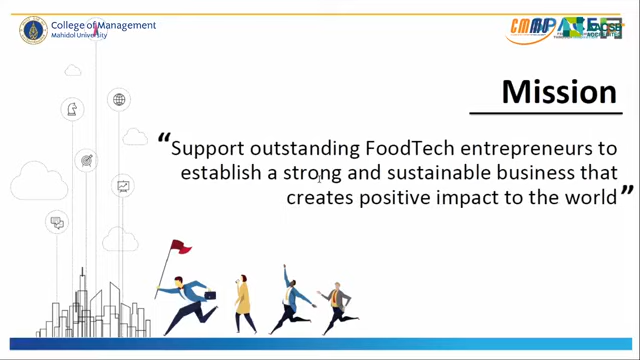 College of Management
Mahidol University
Mission
“Support outstanding FoodTech entrepreneurs to
establish a strong and sustainable business that
creates positive impact to the world”